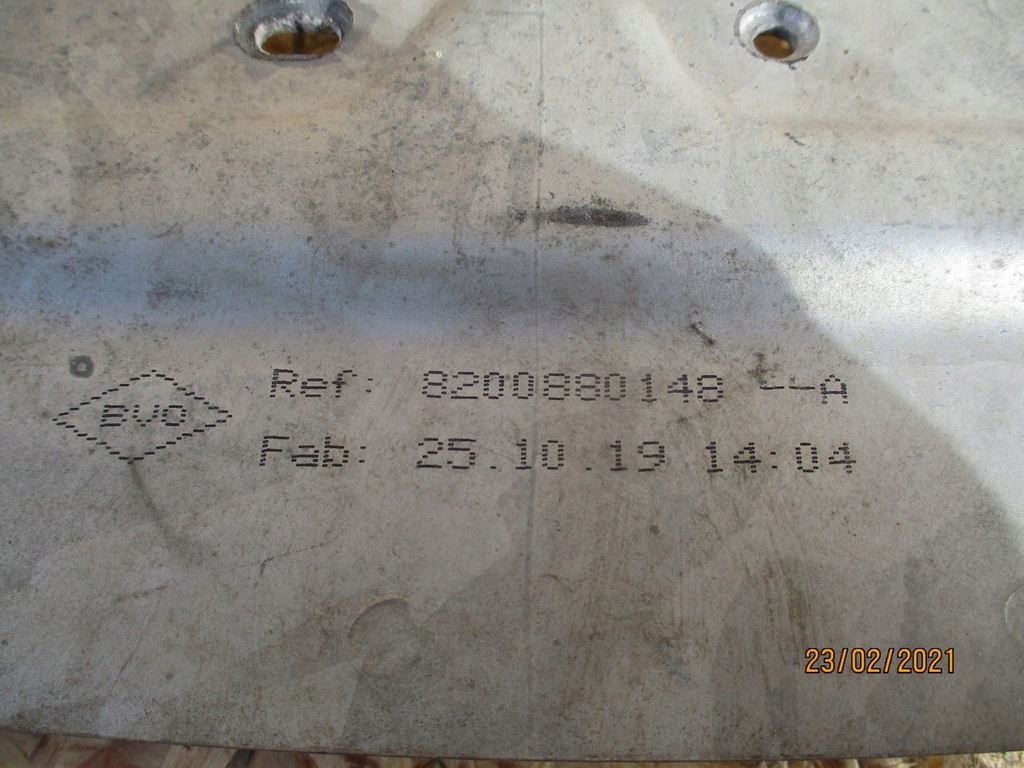 Ref: 8200880148 --A
BVO
Fab: 25.10.19 14:04
23/02/2021